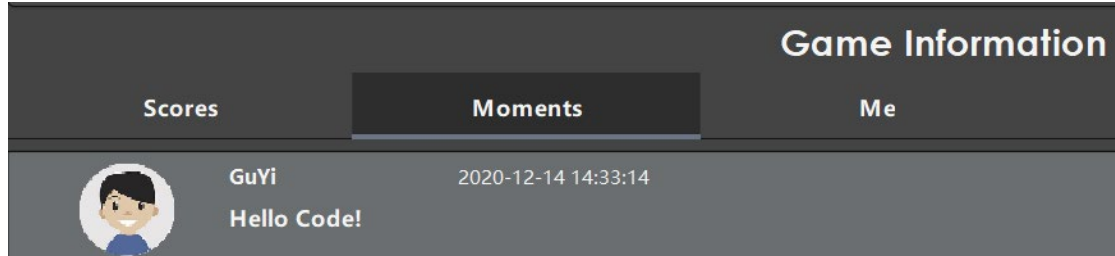 Game Information
Scores Moments Me
GuYi 2020-12-14 14:33:14
Hello Code!